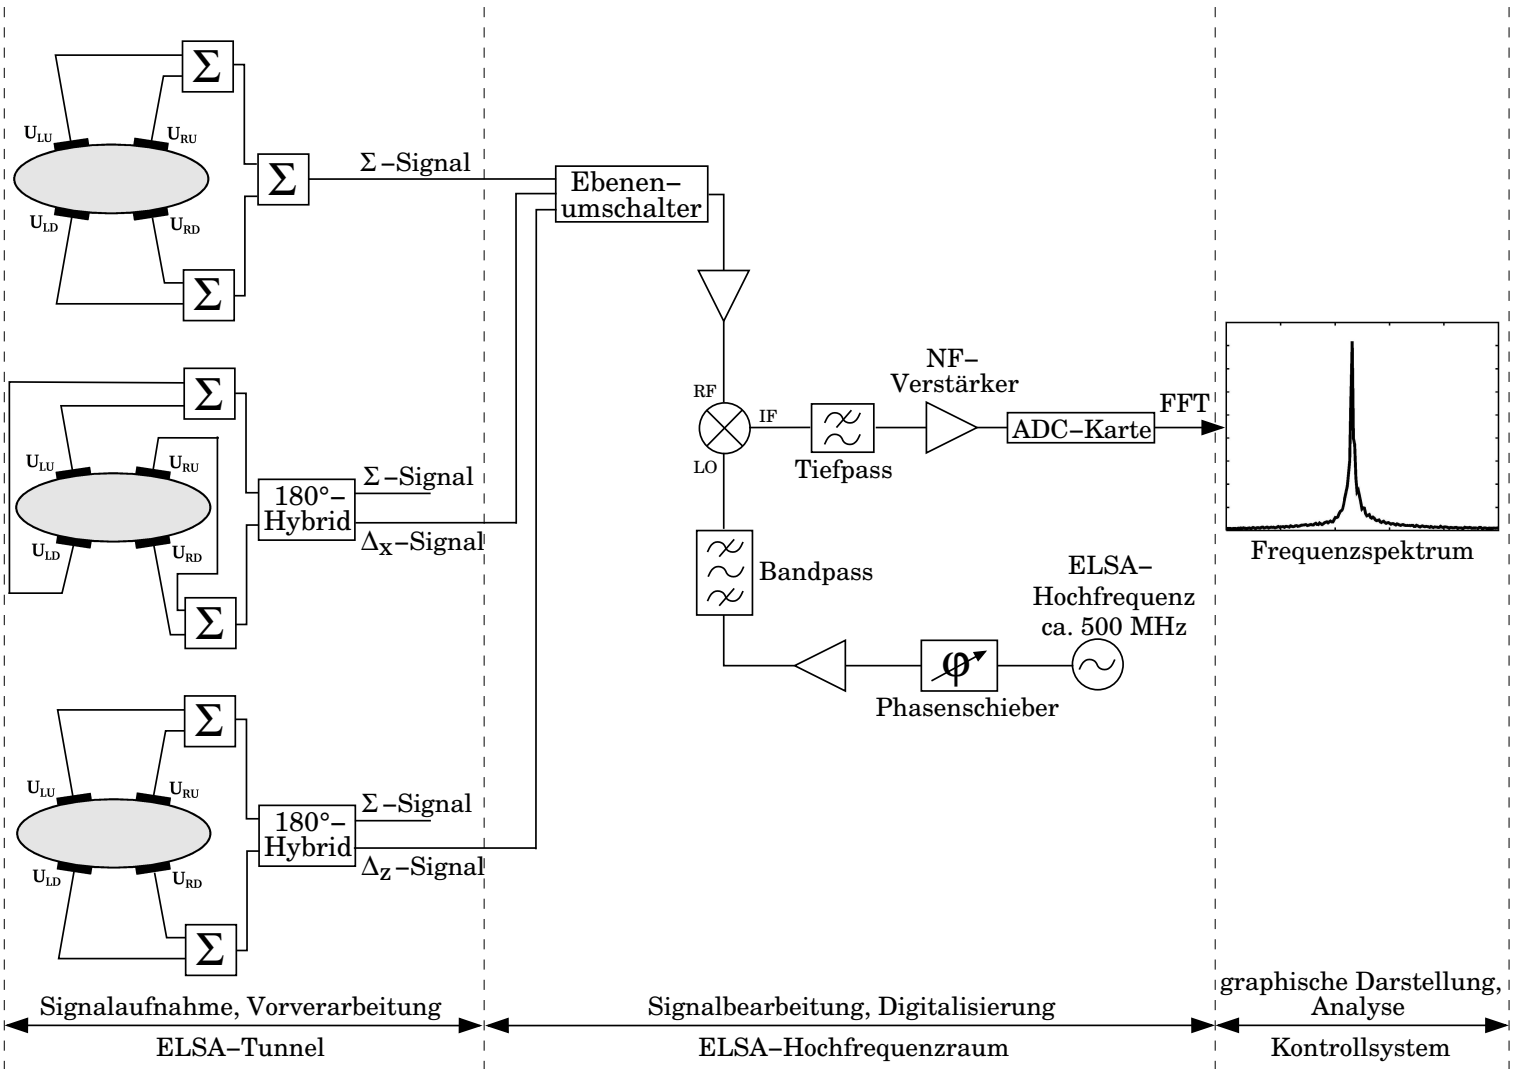 Σ
U_LU
U_RU
Σ
Σ–Signal
U_LD
U_RD
Σ
Σ
U_LU
U_RU
180°–
Hybrid
Σ–Signal
Δx–Signal
U_LD
U_RD
Σ
Σ
U_LU
U_RU
180°–
Hybrid
Σ–Signal
Δz–Signal
U_LD
U_RD
Σ
Ebenen–
umschalter
RF
IF
LO
Tiefpass
NF–
Verstärker
ADC–Karte
FFT
Bandpass
φ
Phasenschieber
ELSA–
Hochfrequenz
ca. 500 MHz
Frequenzspektrum
Signalaufnahme, Vorverarbeitung
ELSA–Tunnel
Signalbearbeitung, Digitalisierung
ELSA–Hochfrequenzraum
graphische Darstellung,
Analyse
Kontrollsystem